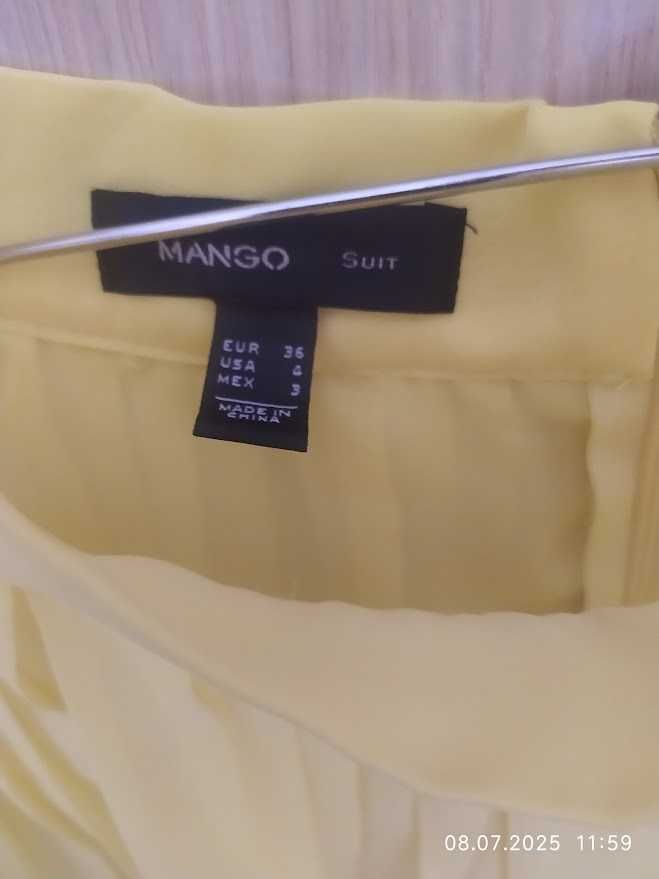 MANGO SUIT
EUR 36
USA 4
MEX 3
MADE IN
CHINA
08.07.2025 11:59